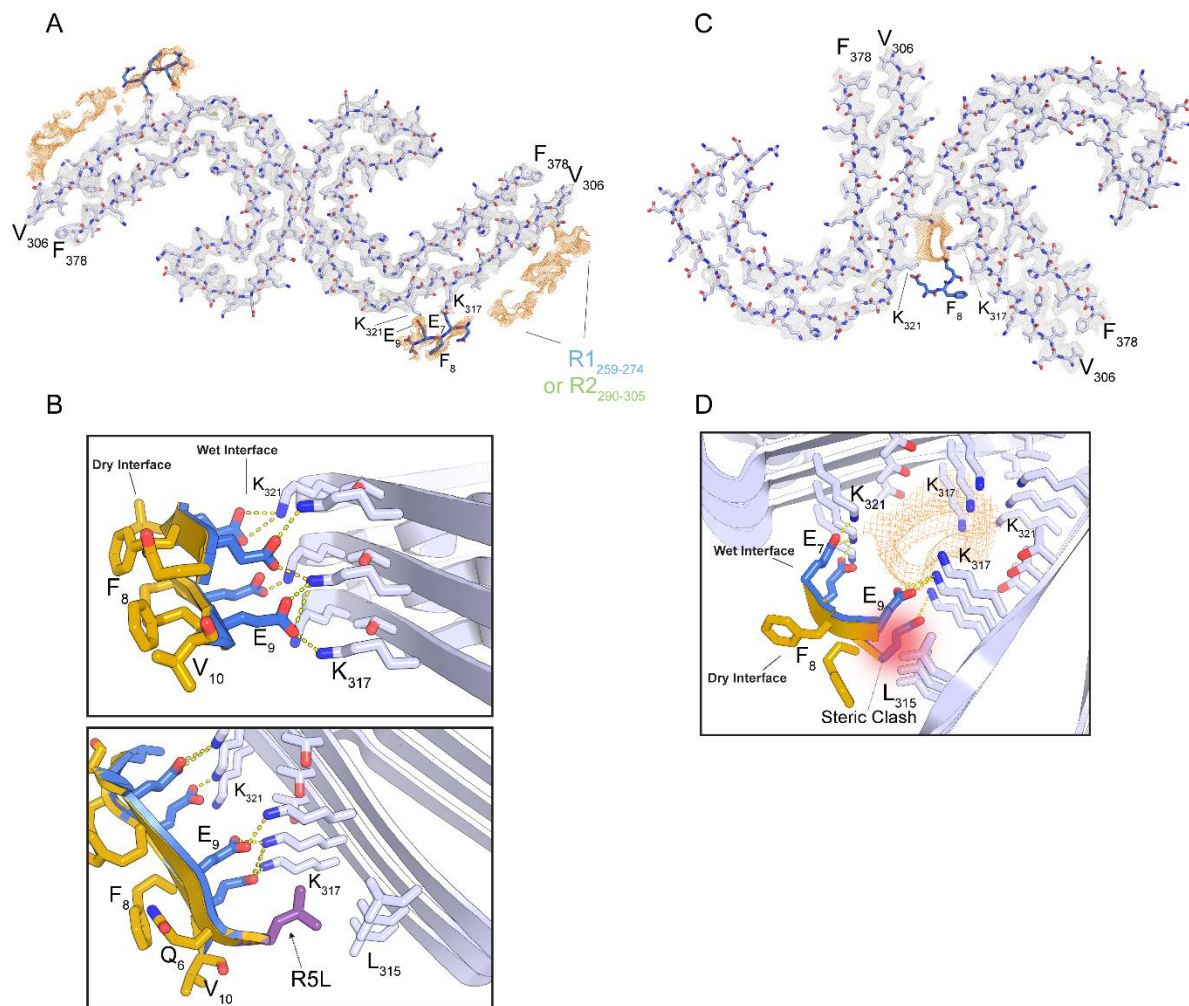 A
F378
V306
V306
F378
K317
K321
E7
E9
F8
R1259-274
or R2290-305
B
Dry Interface
Wet Interface
K321
F8
E9
V10
K317
K321
E9
F8
K317
Q6
V10
R5L
L315
C
F378
V306
K321
F8
K317
F378
V306
D
K321
K317
K321
E7
Wet Interface
K317
E9
F8
Dry Interface
L315
Steric Clash